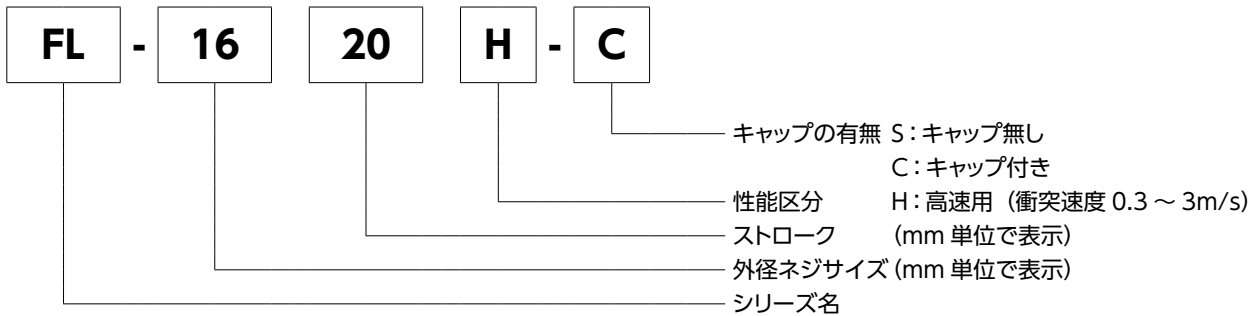 FL - 16 20 H - C
キャップの有無 S：キャップ無し
C：キャップ付き
性能区分 H：高速用（衝突速度 0.3 ～ 3m/s）
ストローク （mm 単位で表示）
外径ネジサイズ（mm 単位で表示）
シリーズ名